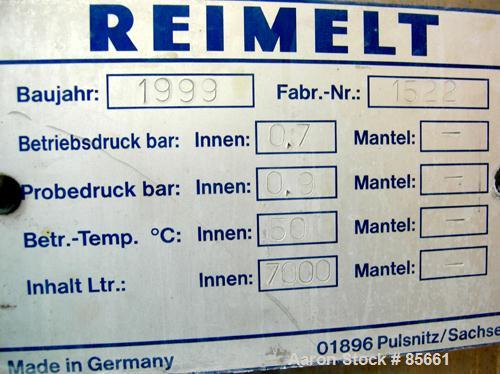 REIMELT
Baujahr: 1999 Fabr.-Nr.: 1522
Betriebsdruck bar: Innen: 0,7 Mantel: —
Probedruck bar: Innen: 0,9 Mantel: —
Betr.-Temp. °C: Innen: 50 Mantel: —
Inhalt Ltr.: Innen: 7000 Mantel: —
01896 Pulsnitz/Sachse
Made in Germany
Aaron Stock # 85661